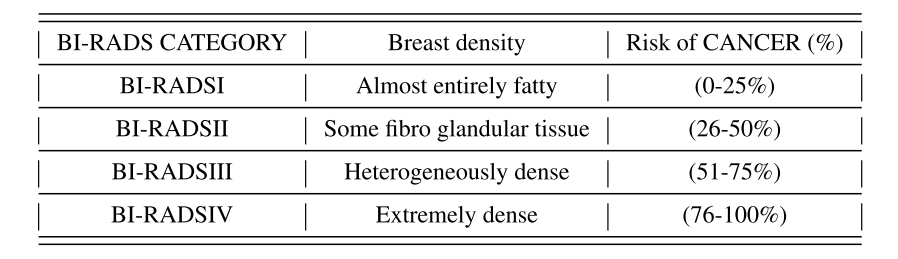 BI-RADS CATEGORY Breast density Risk of CANCER (%)
BI-RADSI Almost entirely fatty (0-25%)
BI-RADSII Some fibro glandular tissue (26-50%)
BI-RADSIII Heterogeneously dense (51-75%)
BI-RADSIV Extremely dense (76-100%)